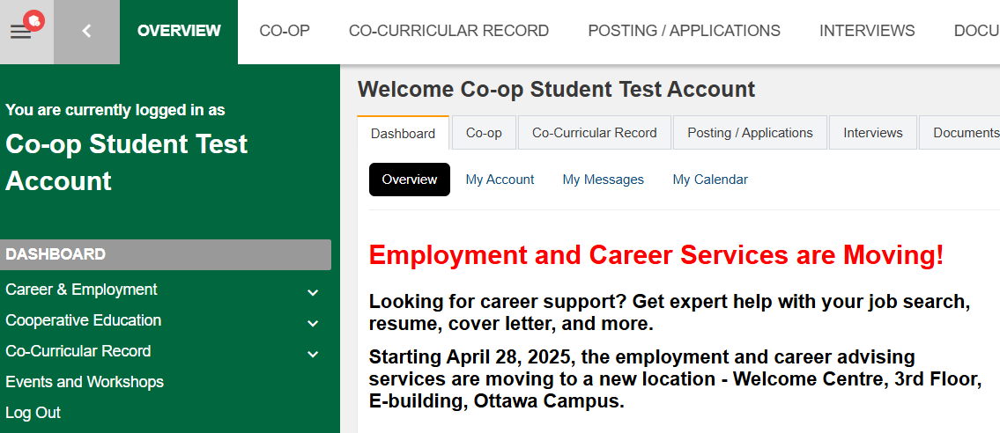 OVERVIEW CO-OP CO-CURRICULAR RECORD POSTING / APPLICATIONS INTERVIEWS DOCU
You are currently logged in as
Co-op Student Test
Account
DASHBOARD
Career & Employment
Cooperative Education
Co-Curricular Record
Events and Workshops
Log Out
Welcome Co-op Student Test Account
Dashboard Co-op Co-Curricular Record Posting / Applications Interviews Documents
Overview My Account My Messages My Calendar
Employment and Career Services are Moving!
Looking for career support? Get expert help with your job search,
resume, cover letter, and more.
Starting April 28, 2025, the employment and career advising
services are moving to a new location - Welcome Centre, 3rd Floor,
E-building, Ottawa Campus.